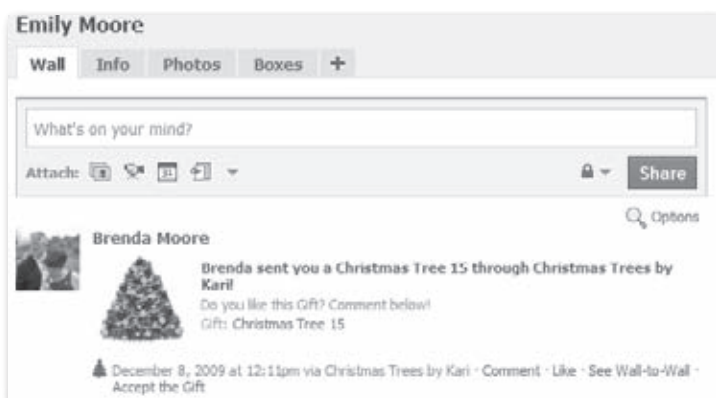 Emily Moore
Wall Info Photos Boxes +
What's on your mind?
Attach: 31 Share
Options
Brenda Moore
Brenda sent you a Christmas Tree 15 through Christmas Trees by
Kari!
Do you like this Gift? Comment below!
Gift: Christmas Tree 15
December 8, 2009 at 12:11pm via Christmas Trees by Kari · Comment · Like · See Wall-to-Wall ·
Accept the Gift